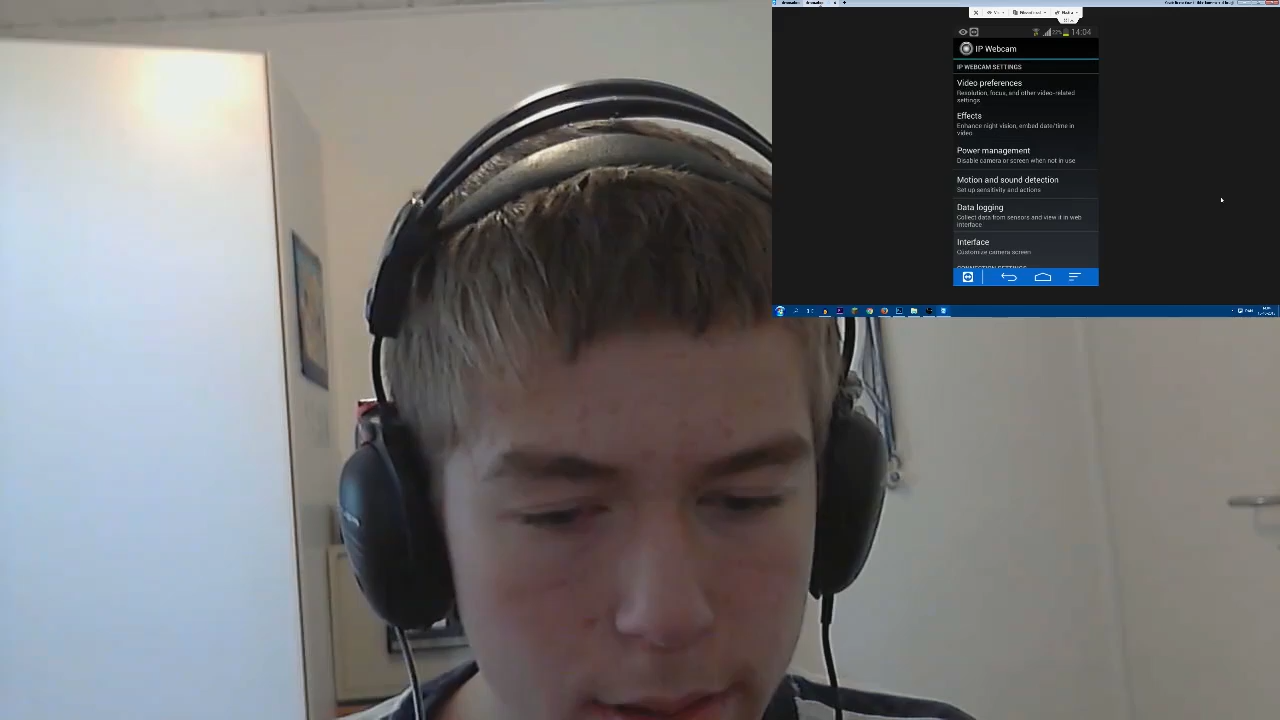 14:04
IP Webcam
IP WEBCAM SETTINGS
Video preferences
Resolution, focus, and other video-related
settings.
Effects
Enhance night vision, embed date/time in
video
Power management
Disable camera or screen when not in use
Motion and sound detection
Set up sensitivity and actions
Data logging
Collect data from sensors and view it in web
interface
Interface
Customize camera screen